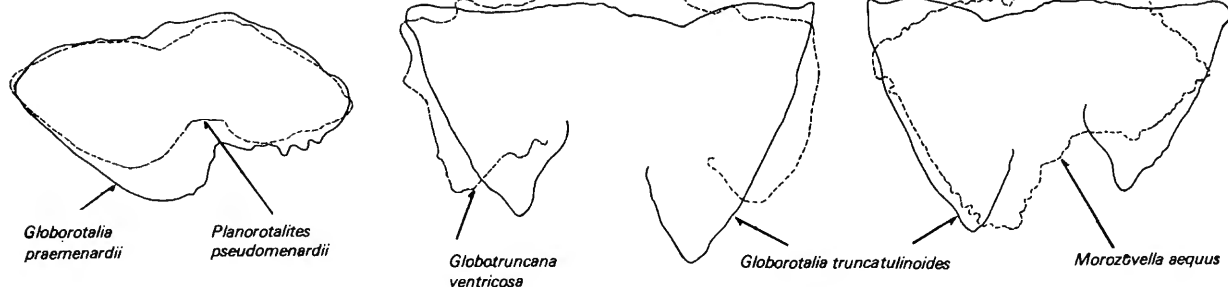 Globorotalia
praemenardii
Planorotalites
pseudomenardii
Globotruncana
ventricosa
Globorotalia truncatulinoides
Morozovella aequus